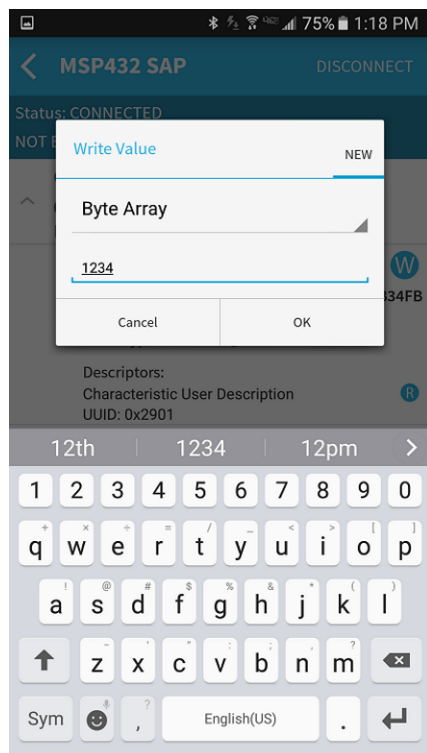 75% 1:18 PM
MSP432 SAP DISCONNECT
Status: CONNECTED
NOT
Write Value NEW
Byte Array
1234
W
334FB
Cancel OK
Descriptors:
Characteristic User Description
R
UUID: 0x2901
12th 1234 12pm
1 2 3 4 5 6 7 8 9 0
+ × ÷ = / _ < > [ ]
q w e r t y u i o p
! @ # $ % & * ( )
a s d f g h j k l
- ' " : ; , ?
z x c v b n m
Sym , ? English(US) .